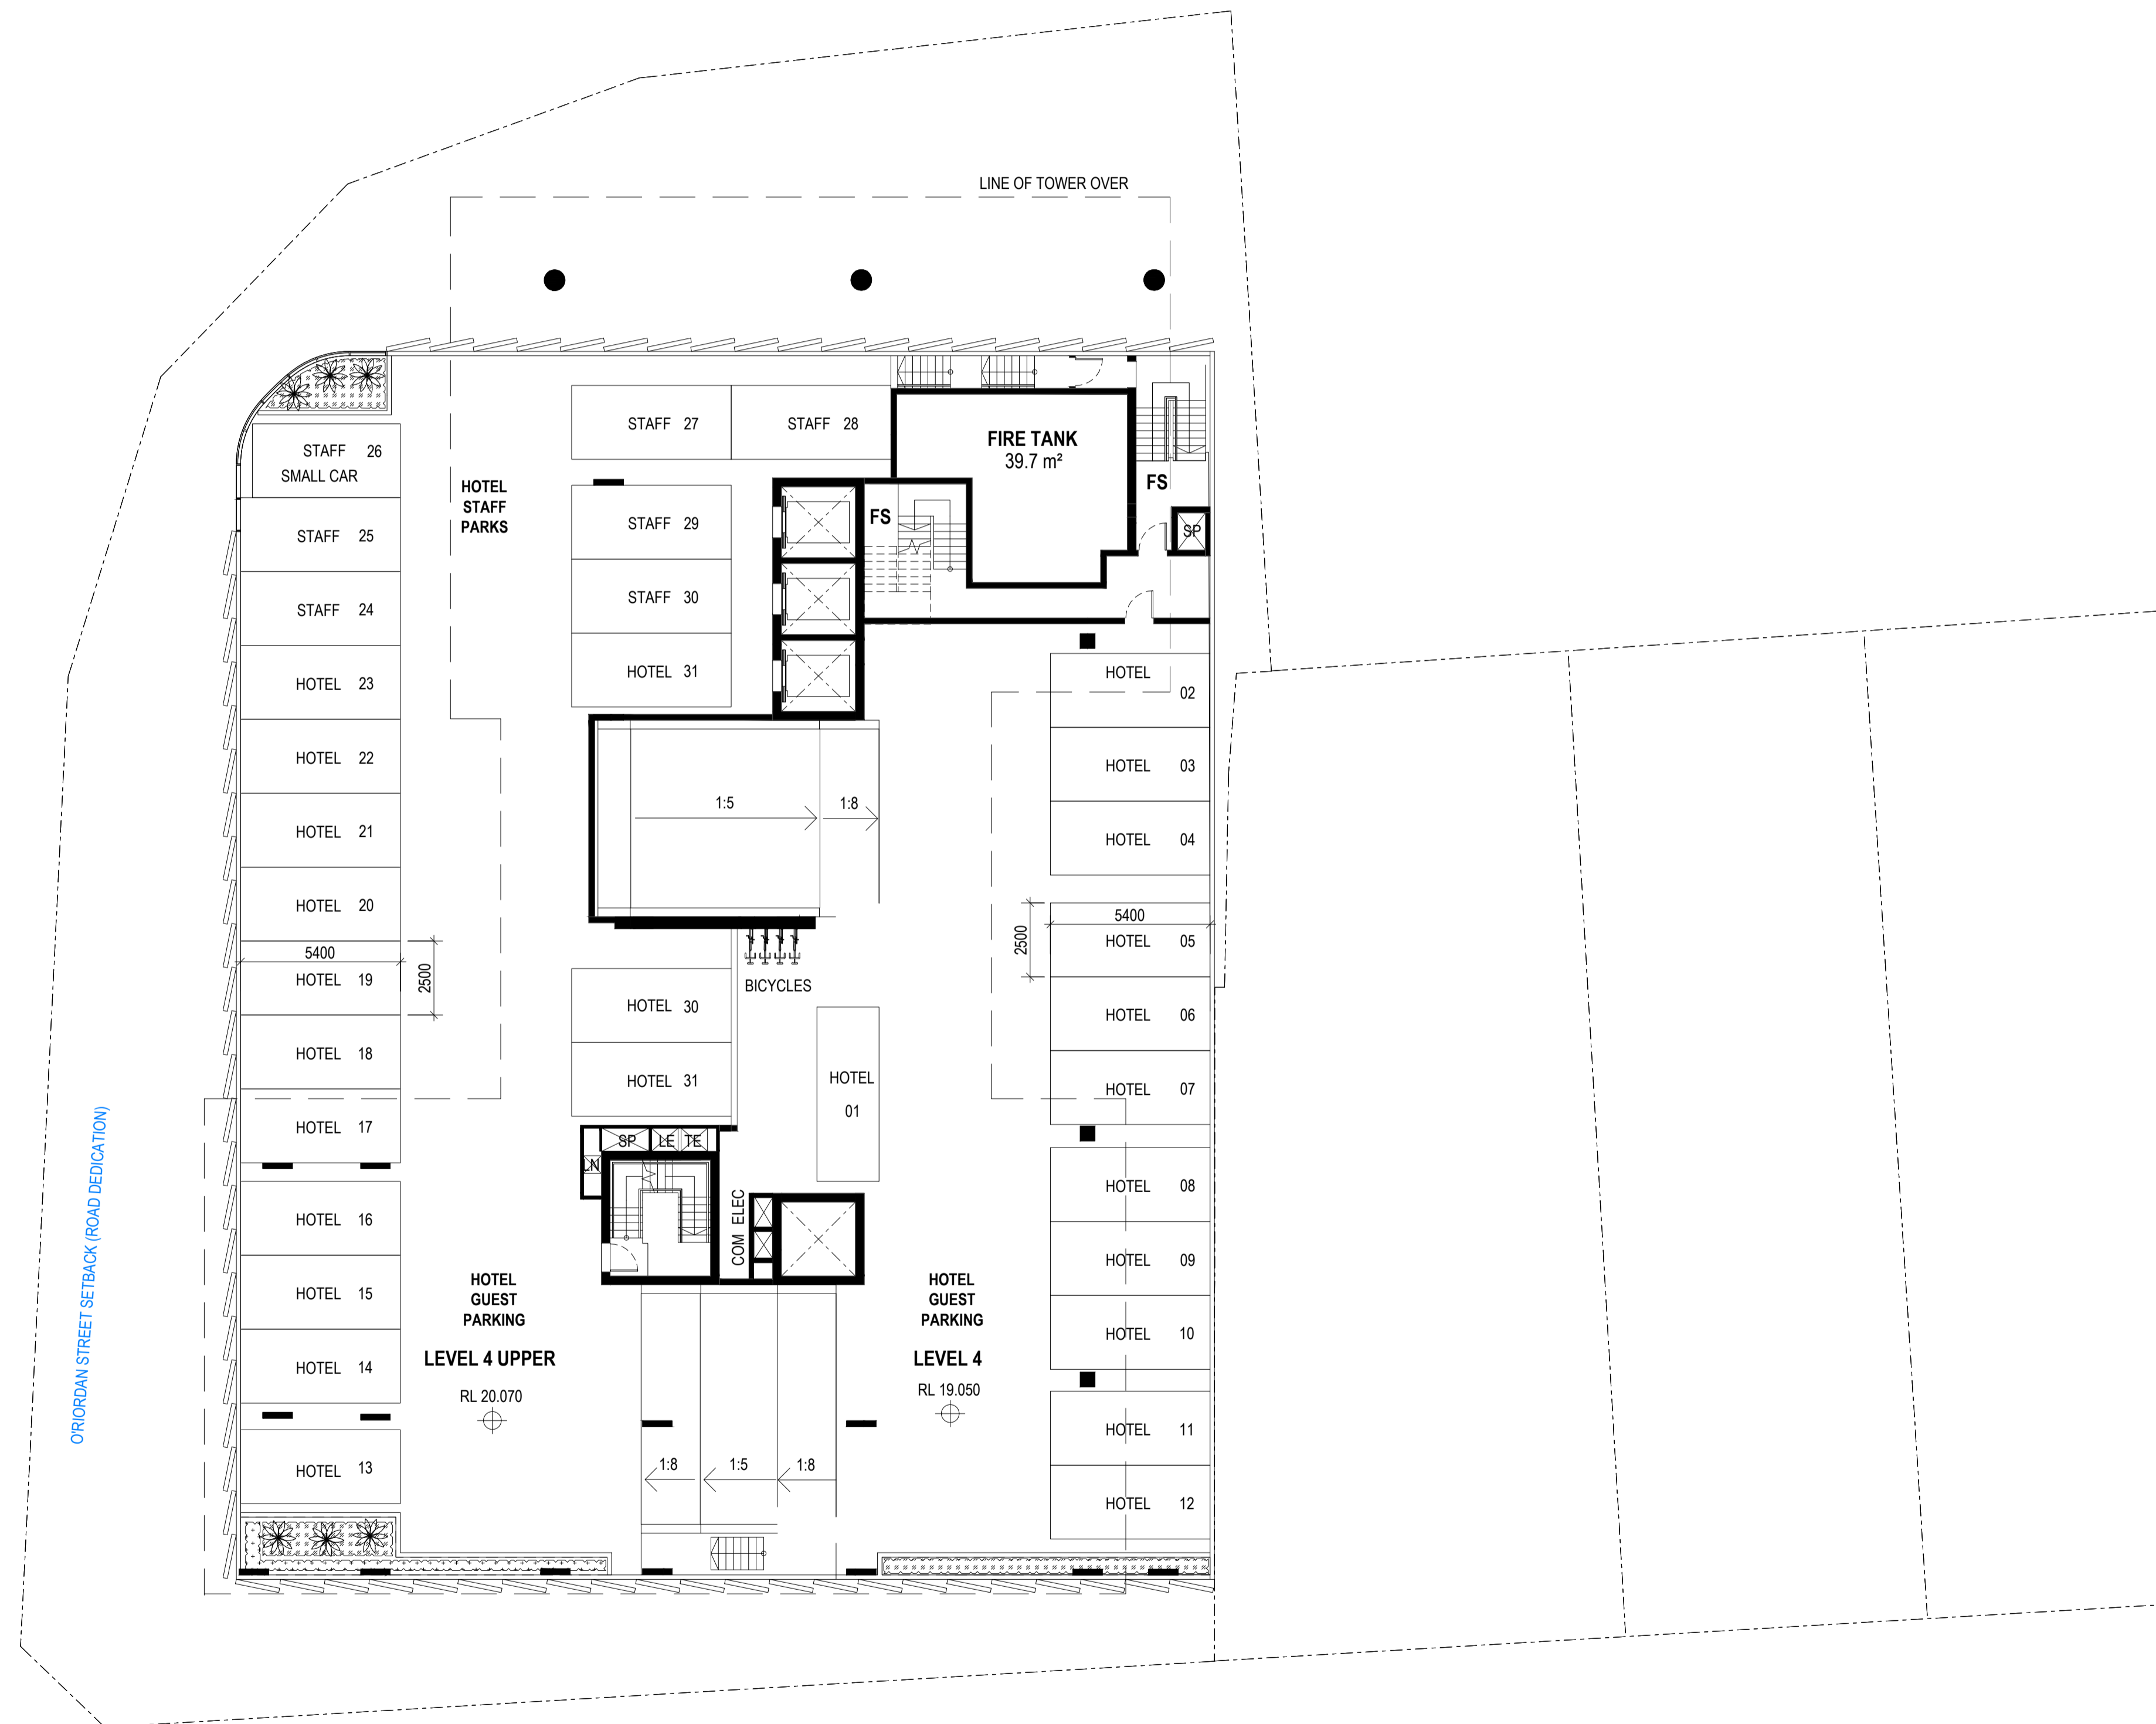 LINE OF TOWER OVER
STAFF 27
STAFF 28
FIRE TANK
39.7 m²
STAFF 26
SMALL CAR
HOTEL
STAFF
PARKS
FS
FS
STAFF 25
STAFF 29
SP
STAFF 24
STAFF 30
HOTEL 23
HOTEL 31
HOTEL
02
HOTEL 22
HOTEL 03
1:5
1:8
HOTEL 21
HOTEL 04
HOTEL 20
5400
2500
HOTEL 05
5400
2500
HOTEL 19
BICYCLES
HOTEL 30
HOTEL 06
HOTEL 18
HOTEL 31
HOTEL
01
HOTEL 07
HOTEL 17
SP
LE
TE
LN
HOTEL 08
HOTEL 16
COM ELEC
HOTEL 09
O'RIORDAN STREET SETBACK (ROAD DEDICATION)
HOTEL 15
HOTEL
GUEST
PARKING
LEVEL 4 UPPER
RL 20.070
HOTEL
GUEST
PARKING
LEVEL 4
RL 19.050
HOTEL 10
HOTEL 14
HOTEL 11
HOTEL 13
1:8
1:5
1:8
HOTEL 12